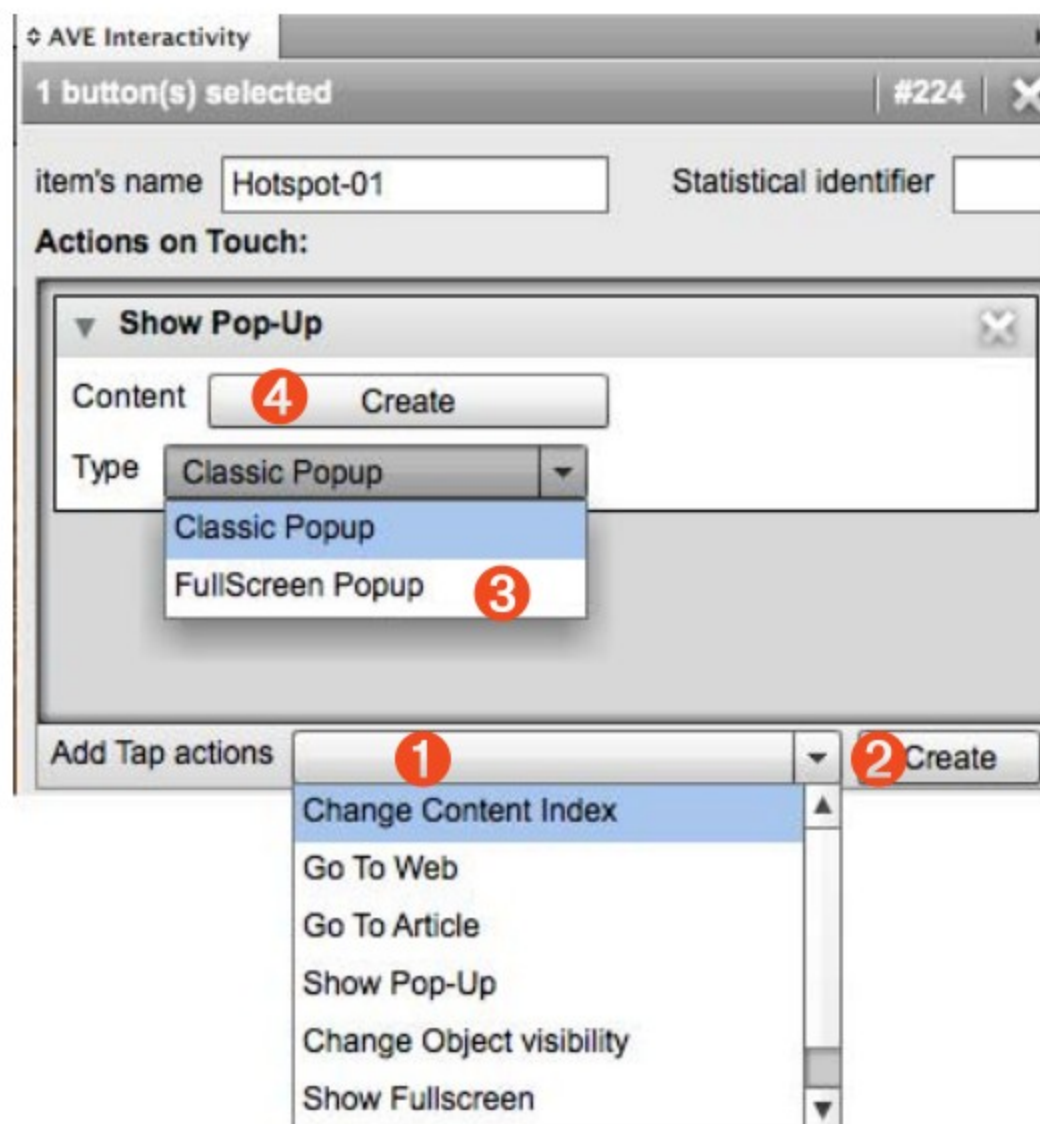 AVE Interactivity
1 button(s) selected #224
item's name Hotspot-01 Statistical identifier
Actions on Touch:
Show Pop-Up
Content 4 Create
Type Classic Popup
Classic Popup
FullScreen Popup 3
Add Tap actions 1 2 Create
Change Content Index
Go To Web
Go To Article
Show Pop-Up
Change Object visibility
Show Fullscreen